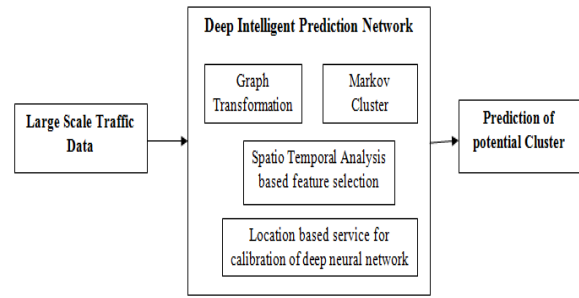 Deep Intelligent Prediction Network
Graph
Transformation
Markov
Cluster
Large Scale Traffic
Data
Spatio Temporal Analysis
based feature selection
Location based service for
calibration of deep neural network
Prediction of
potential Cluster